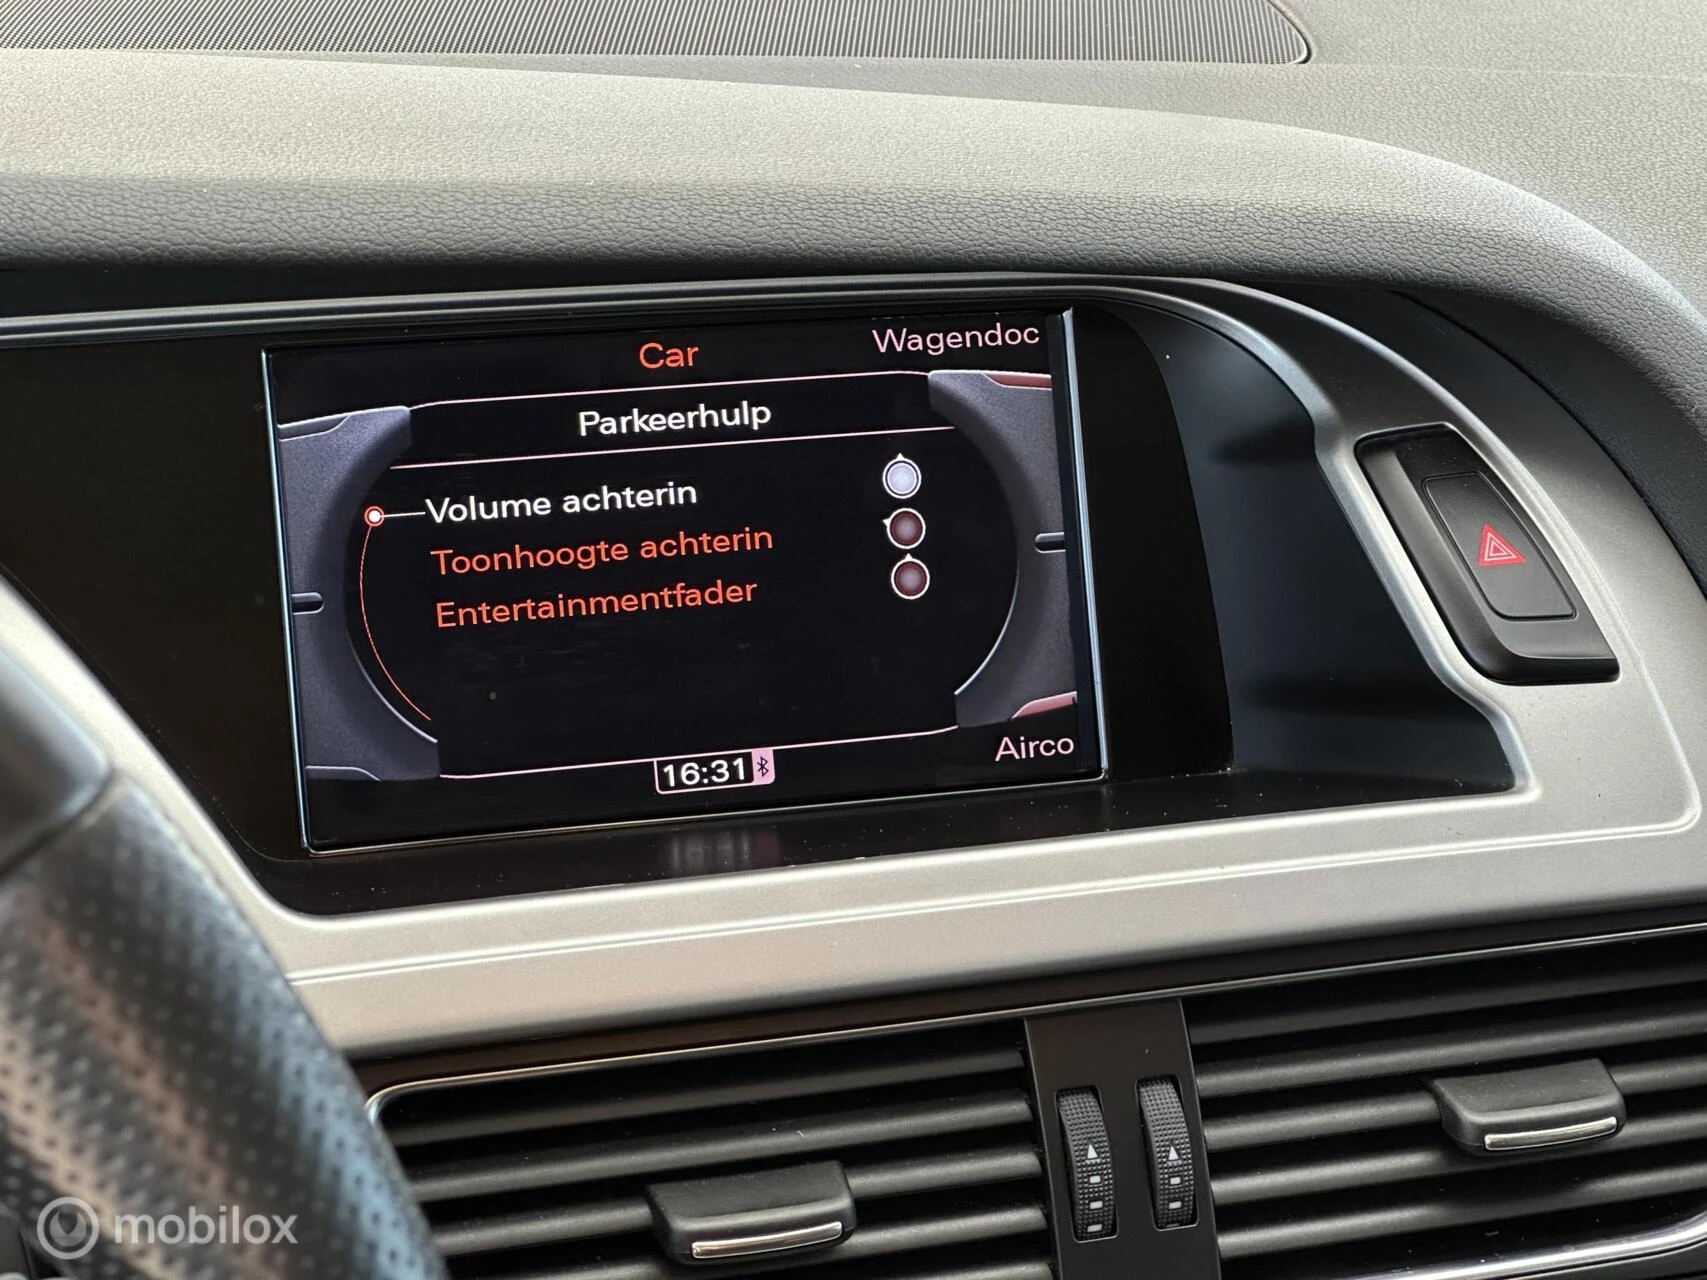 Car
Wagendoc
Parkeerhulp
Volume achterin
Toonhoogte achterin
Entertainmentfader
Airco
16:31
mobilox